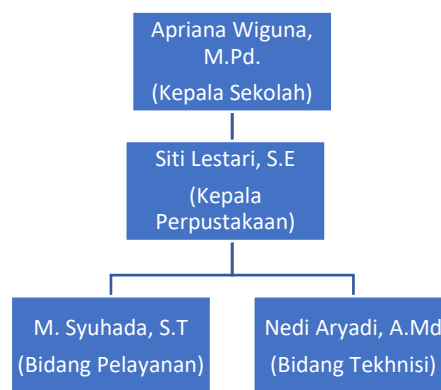 Apriana Wiguna,
M.Pd.
(Kepala Sekolah)
Siti Lestari, S.E
(Kepala
Perpustakaan)
M. Syuhada, S.T
(Bidang Pelayanan)
Nedi Aryadi, A.Md
(Bidang Tekhnisi)